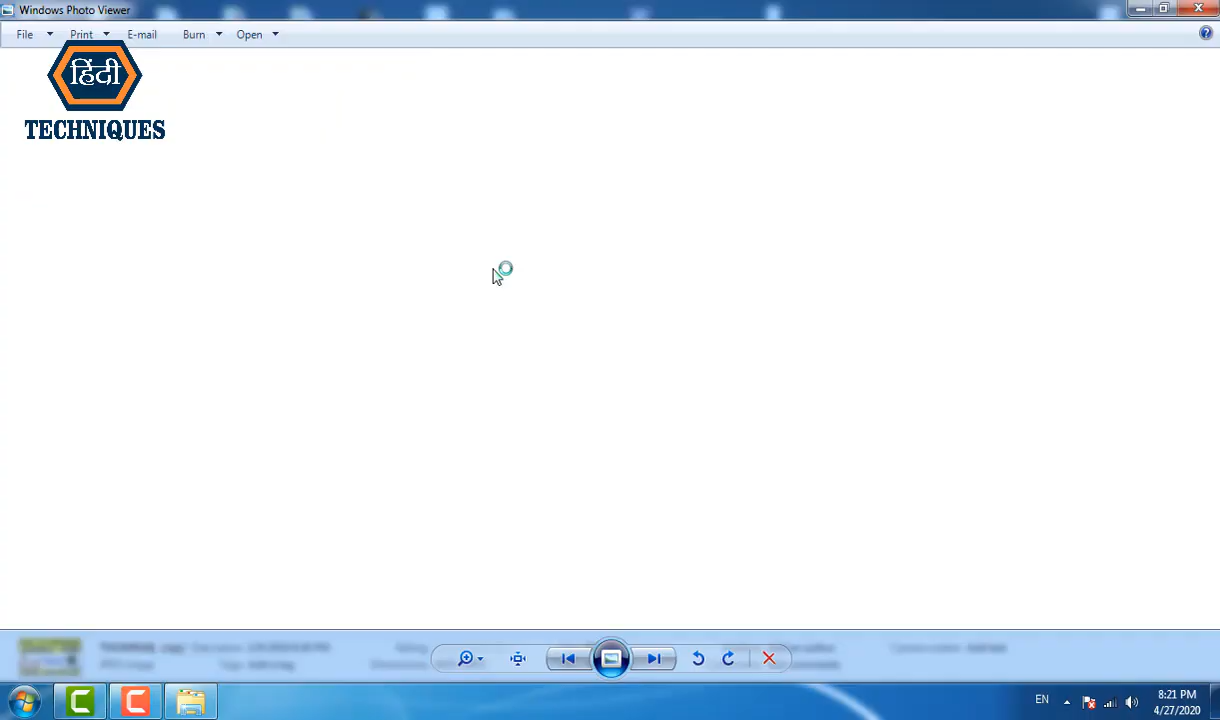 Windows Photo Viewer
File Print E-mail Burn Open
हिंदी
TECHNIQUES
EN
8:21 PM
4/27/2020